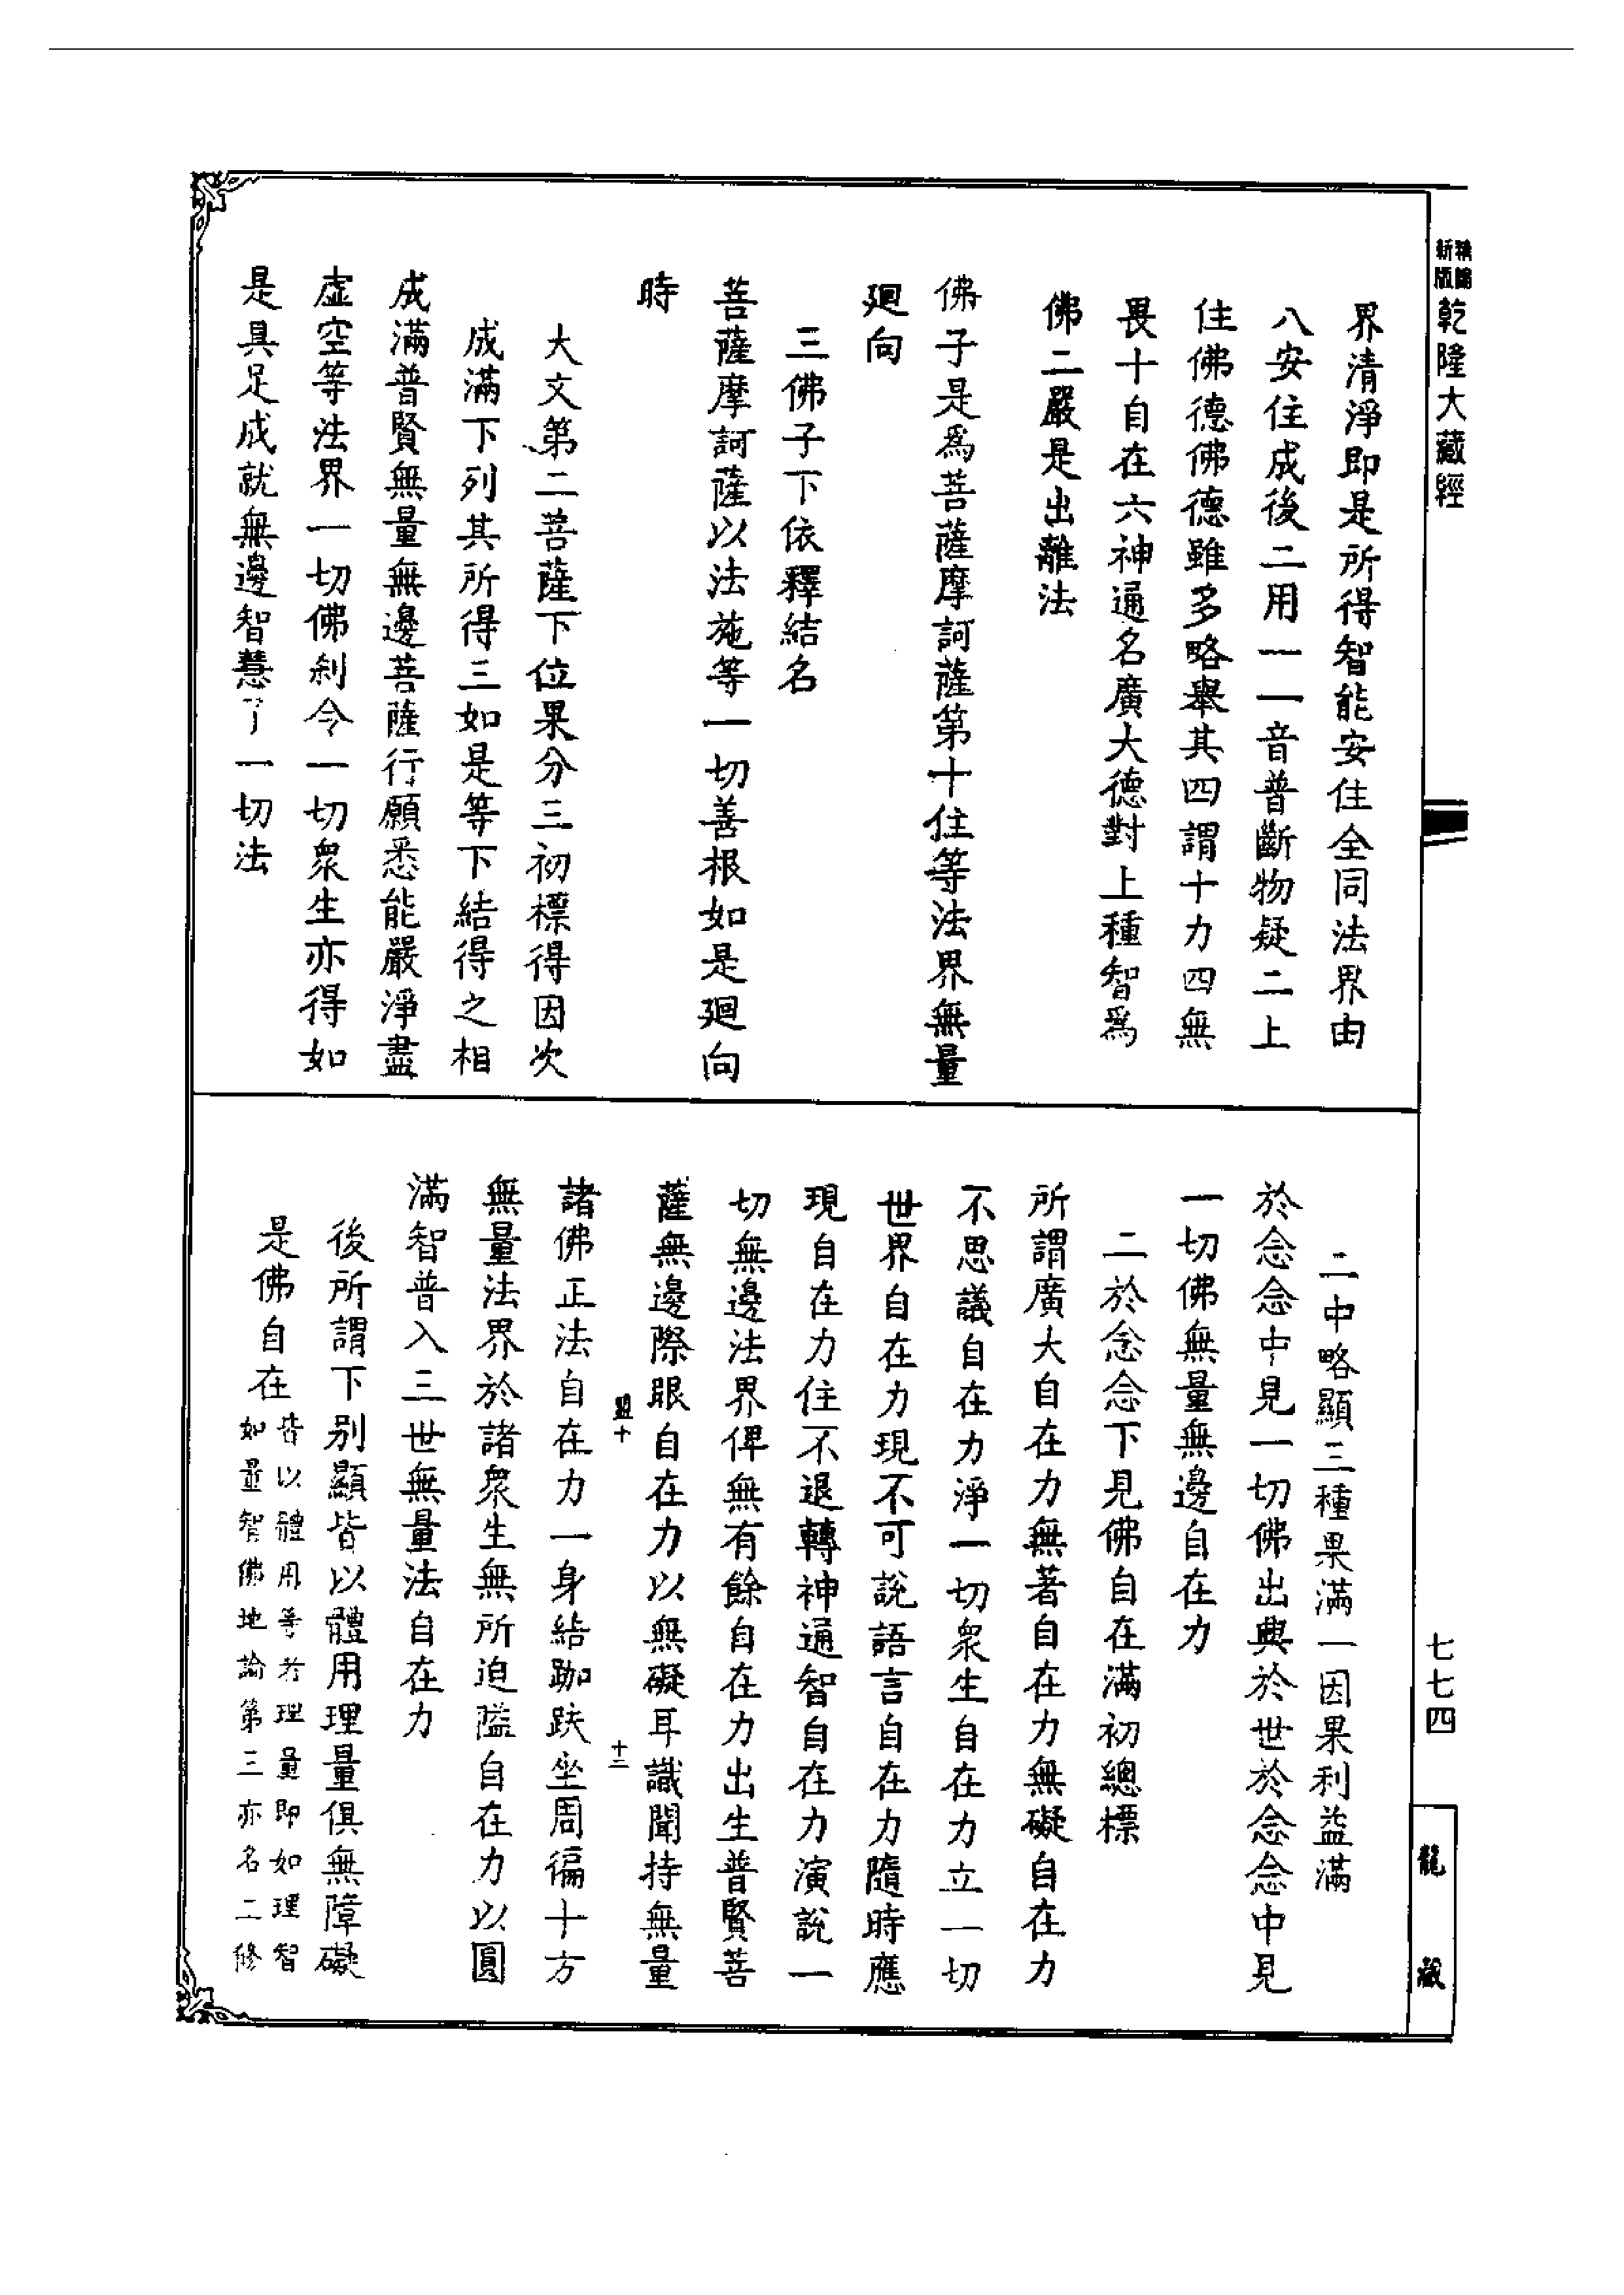 新版
精編
乾隆大藏經
七七四
龍藏
界清淨即是所得智能安住全同法界由
八安住成後二用一一音普斷物疑二上
住佛德佛德雖多略舉其四謂十力四無
畏十自在六神通名廣大德對上種智爲
佛二嚴是出離法
佛子是爲菩薩摩訶薩第十住等法界無量
廻向
三佛子下依釋結名
菩薩摩訶薩以法施等一切善根如是廻向
時
大文第二菩薩下位果分三初標得因次
成滿下列其所得三如是等下結得之相
成滿普賢無量無邊菩薩行願悉能嚴淨盡
虛空等法界一切佛刹令一切衆生亦得如
是具足成就無邊智慧了一切法
二中略顯三種果滿一因果利益滿
於念念中見一切佛出興於世於念念中見
一切佛無量無邊自在力
二於念念下見佛自在滿初總標
所謂廣大自在力無著自在力無礙自在力
不思議自在力淨一切衆生自在力立一切
世界自在力現不可說語言自在力隨時應
現自在力住不退轉神通智自在力演說一
切無邊法界俾無有餘自在力出生普賢菩
薩無邊際眼自在力以無礙耳識聞持無量
盟十
十二
諸佛正法自在力一身結跏趺坐周徧十方
無量法界於諸衆生無所迫隘自在力以圓
滿智普入三世無量法自在力
後所謂下別顯皆以體用理量俱無障礙
是佛自在
皆以體用等者理量即如理智
如量智佛地論第三亦名二修